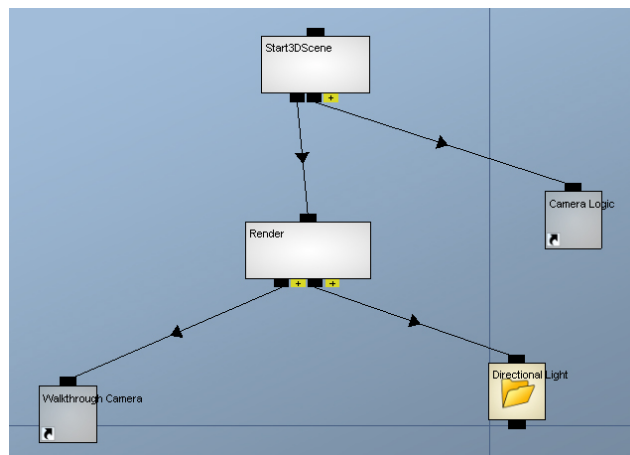 Start3DScene
+
Camera Logic
Render
+ +
Directional Light
Walkthrough Camera